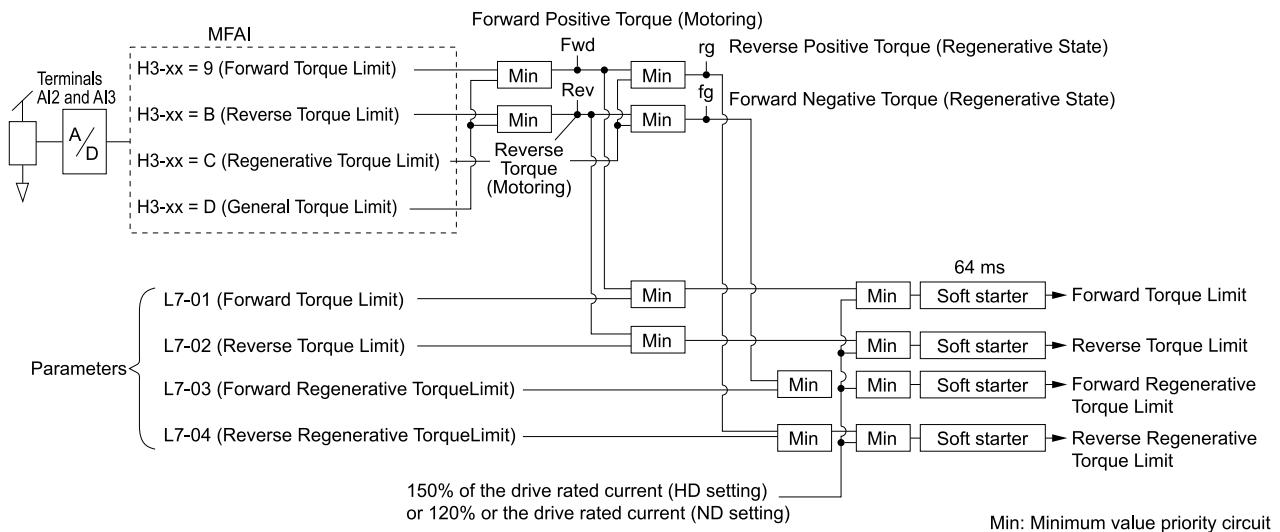 Forward Positive Torque (Motoring)
MFAI
Fwd
rg
Reverse Positive Torque (Regenerative State)
H3-xx = 9 (Forward Torque Limit)
Min
Min
Terminals
AI2 and AI3
Rev
fg
Forward Negative Torque (Regenerative State)
H3-xx = B (Reverse Torque Limit)
Min
Min
A/D
Reverse
Torque
(Motoring)
H3-xx = C (Regenerative Torque Limit)
H3-xx = D (General Torque Limit)
64 ms
L7-01 (Forward Torque Limit)
Min
Min
Soft starter
Forward Torque Limit
L7-02 (Reverse Torque Limit)
Min
Min
Soft starter
Reverse Torque Limit
Parameters
L7-03 (Forward Regenerative TorqueLimit)
Min
Min
Soft starter
Forward Regenerative
Torque Limit
L7-04 (Reverse Regenerative TorqueLimit)
Min
Min
Soft starter
Reverse Regenerative
Torque Limit
150% of the drive rated current (HD setting)
or 120% or the drive rated current (ND setting)
Min: Minimum value priority circuit